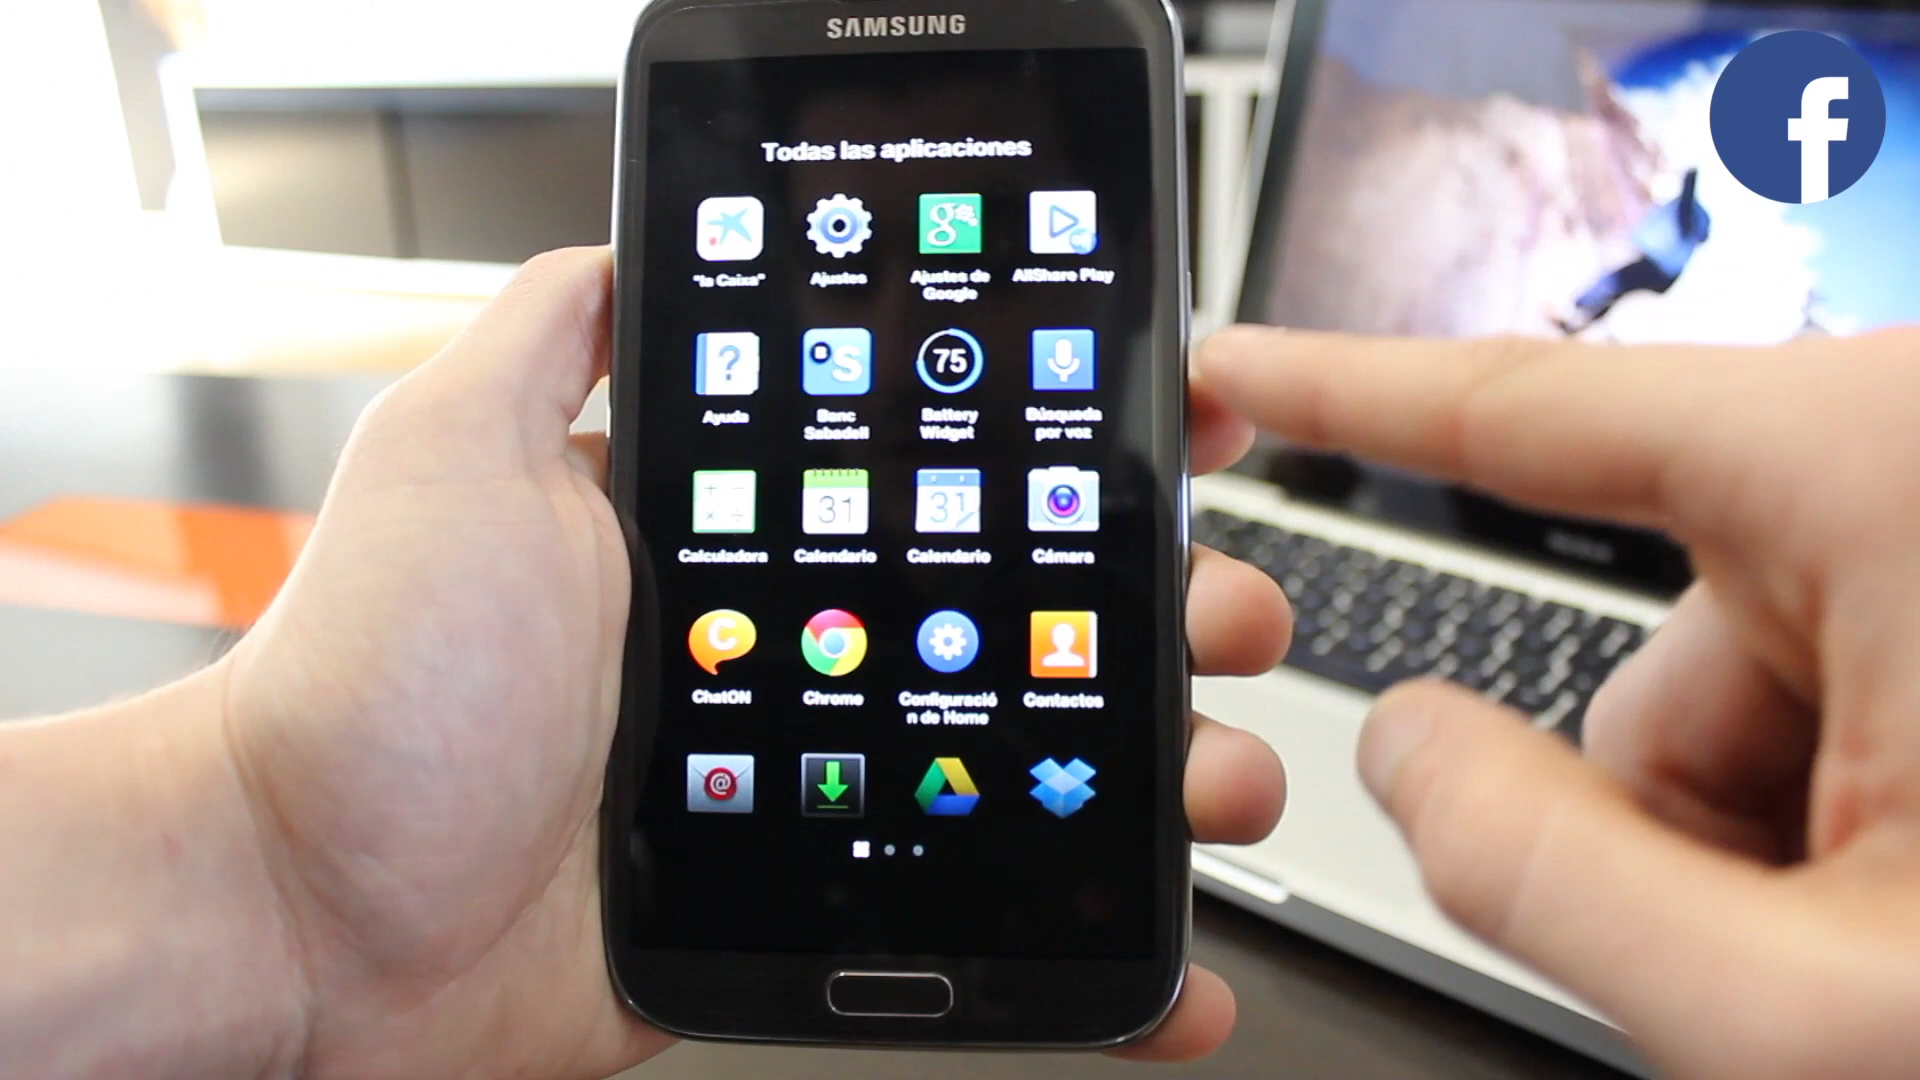 SAMSUNG
Todas las aplicaciones
"la Caixa"
Ajustes
Ajustes de
Google
AllShare Play
Ayuda
Banc
Sabadell
75
Battery
Widget
Búsqueda
por voz
Calculadora
31
Calendario
31
Calendario
Cámara
ChatON
Chrome
Configuració
n de Home
Contactos